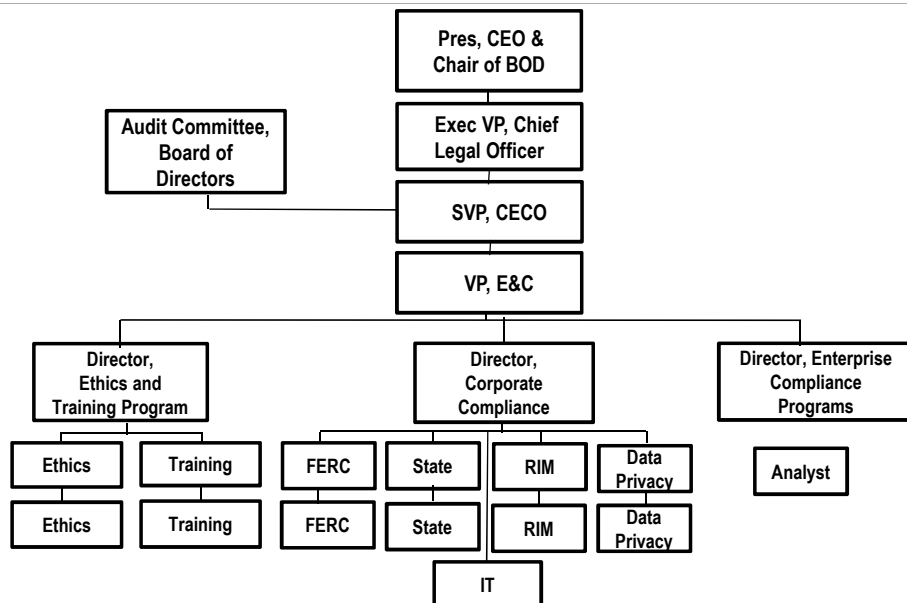 Pres, CEO &
Chair of BOD
Audit Committee,
Board of
Directors
Exec VP, Chief
Legal Officer
SVP, CECO
VP, E&C
Director,
Ethics and
Training Program
Director,
Corporate
Compliance
Director, Enterprise
Compliance
Programs
Ethics
Training
FERC
State
RIM
Data
Privacy
Analyst
Ethics
Training
FERC
State
RIM
Data
Privacy
IT